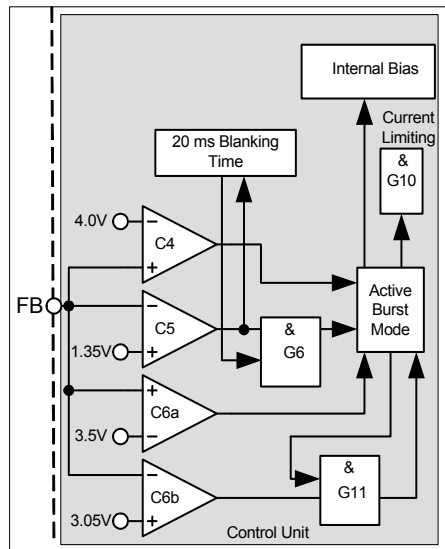 Internal Bias
Current
Limiting
20 ms Blanking
Time
&
G10
4.0V
−
C4
+
FB
−
C5
Active
Burst
Mode
&
G6
1.35V
+
+
C6a
3.5V
−
−
&
G11
C6b
3.05V
+
Control Unit